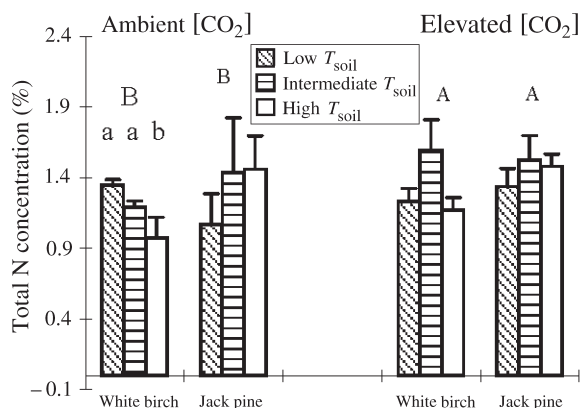 Ambient [CO2]
Elevated [CO2]
Total N concentration (%)
2.4
1.9
1.4
0.9
0.4
−0.1
Low Tsoil
Intermediate Tsoil
High Tsoil
B
a a b
B
A
A
White birch
Jack pine
White birch
Jack pine